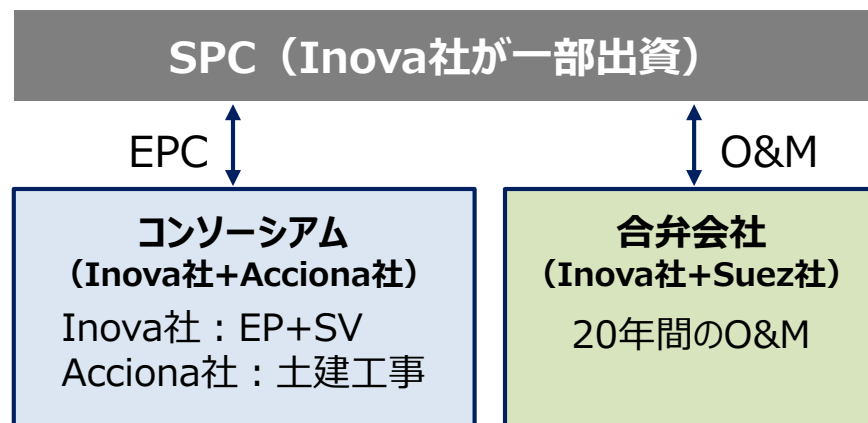 SPC（Inova社が一部出資）
EPC
O&M
コンソーシアム
（Inova社+Acciona社）
Inova社：EP+SV
Acciona社：土建工事
合弁会社
（Inova社+Suez社）
20年間のO&M